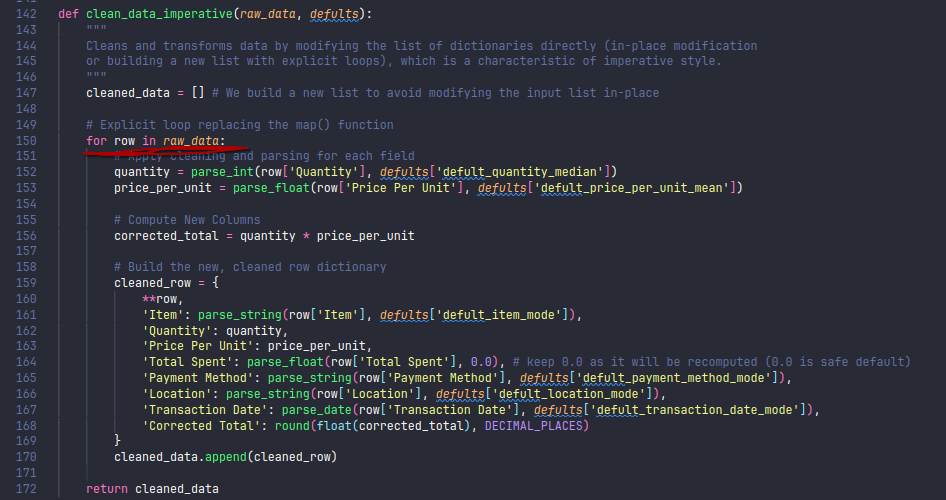 142 def clean_data_imperative(raw_data, defults):
143 """
144 Cleans and transforms data by modifying the list of dictionaries directly (in-place modification
145 or building a new list with explicit loops), which is a characteristic of imperative style.
146 """
147 cleaned_data = [] # We build a new list to avoid modifying the input list in-place
148
149 # Explicit loop replacing the map() function
150 for row in raw_data:
151 # Apply cleaning and parsing for each field
152 quantity = parse_int(row['Quantity'], defults['defult_quantity_median'])
153 price_per_unit = parse_float(row['Price Per Unit'], defults['defult_price_per_unit_mean'])
154
155 # Compute New Columns
156 corrected_total = quantity * price_per_unit
157
158 # Build the new, cleaned row dictionary
159 cleaned_row = {
160 **row,
161 'Item': parse_string(row['Item'], defults['defult_item_mode']),
162 'Quantity': quantity,
163 'Price Per Unit': price_per_unit,
164 'Total Spent': parse_float(row['Total Spent'], 0.0), # keep 0.0 as it will be recomputed (0.0 is safe default)
165 'Payment Method': parse_string(row['Payment Method'], defults['defult_payment_method_mode']),
166 'Location': parse_string(row['Location'], defults['defult_location_mode']),
167 'Transaction Date': parse_date(row['Transaction Date'], defults['defult_transaction_date_mode']),
168 'Corrected Total': round(float(corrected_total), DECIMAL_PLACES)
169 }
170 cleaned_data.append(cleaned_row)
171
172 return cleaned_data